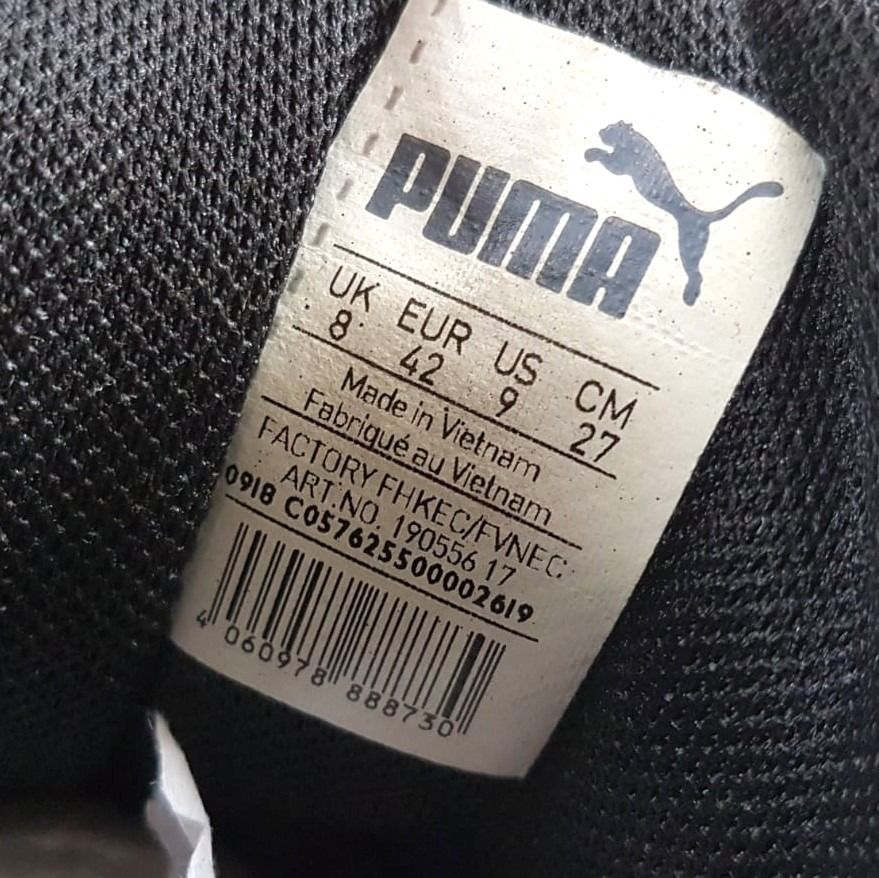 PUMA
UK EUR US CM
8 42 9 27
Made in Vietnam
Fabriqué au Vietnam
FACTORY FHKEC/FVNEC
ART.NO. 190556 17
0918 C057625500002619
4 060978 888730